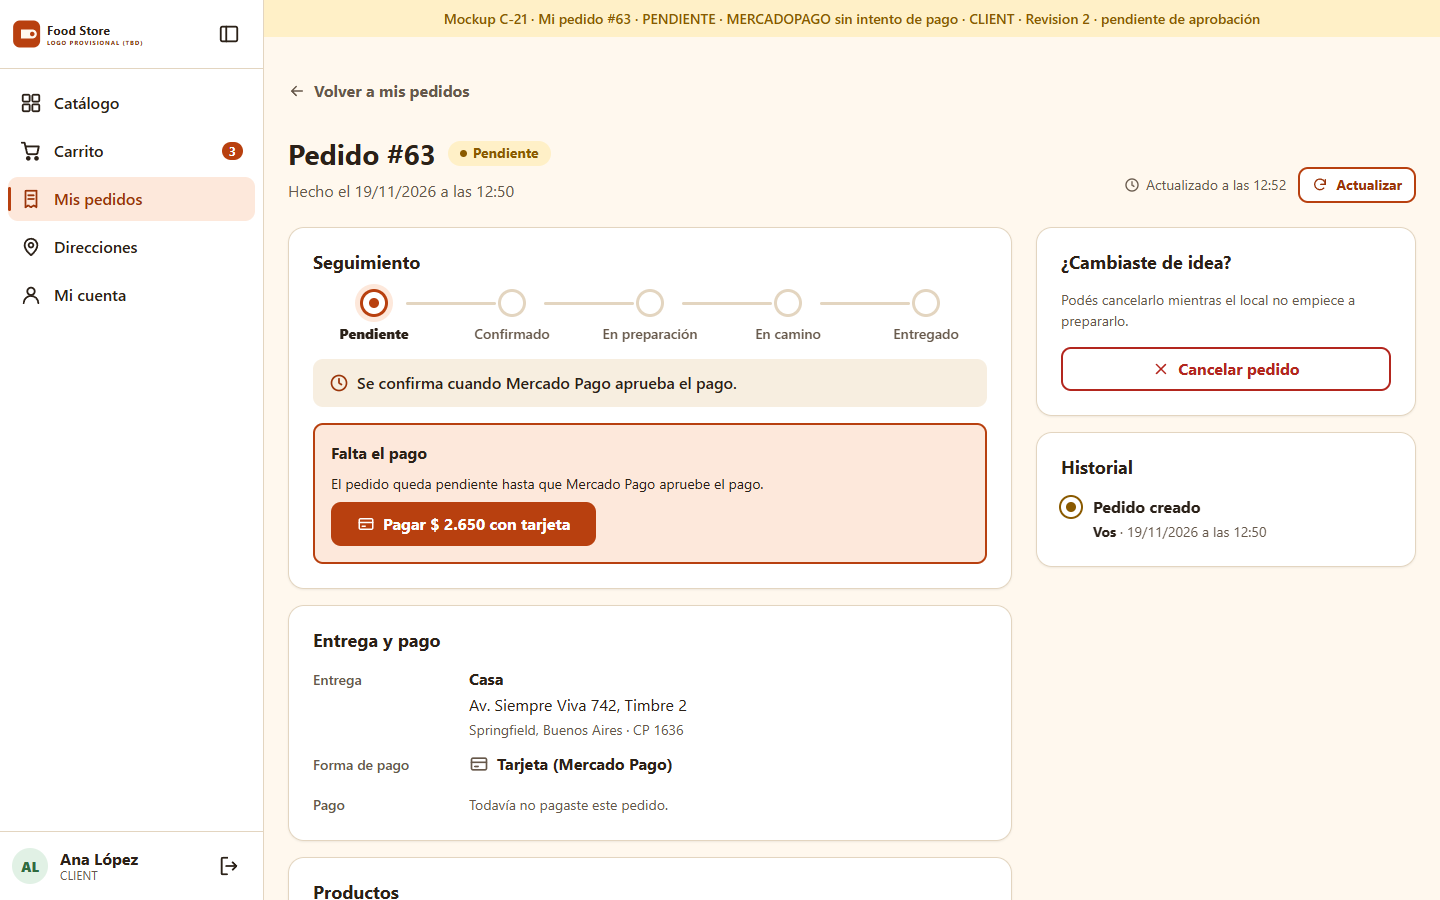 Food Store
LOGO PROVISIONAL (TBD)
Catálogo
Carrito
3
Mis pedidos
Direcciones
Mi cuenta
AL
Ana López
CLIENT
Mockup C-21 · Mi pedido #63 · PENDIENTE · MERCADOPAGO sin intento de pago · CLIENT · Revision 2 · pendiente de aprobación
Volver a mis pedidos
Pedido #63
Pendiente
Hecho el 19/11/2026 a las 12:50
Actualizado a las 12:52
Actualizar
Seguimiento
Pendiente
Confirmado
En preparación
En camino
Entregado
Se confirma cuando Mercado Pago aprueba el pago.
Falta el pago
El pedido queda pendiente hasta que Mercado Pago apruebe el pago.
Pagar $ 2.650 con tarjeta
Entrega y pago
Entrega
Casa
Av. Siempre Viva 742, Timbre 2
Springfield, Buenos Aires · CP 1636
Forma de pago
Tarjeta (Mercado Pago)
Pago
Todavía no pagaste este pedido.
Productos
¿Cambiaste de idea?
Podés cancelarlo mientras el local no empiece a
prepararlo.
Cancelar pedido
Historial
Pedido creado
Vos · 19/11/2026 a las 12:50